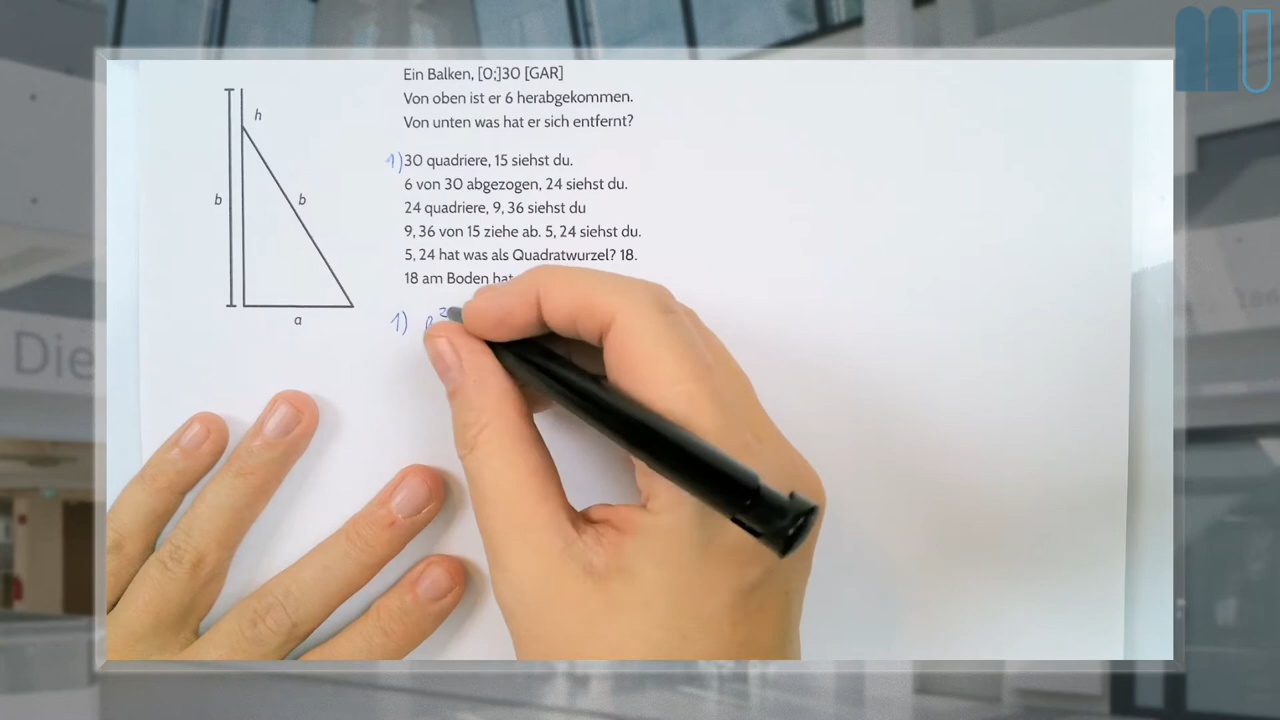 Ein Balken, [0;]30 [GAR]
Von oben ist er 6 herabgekommen.
Von unten was hat er sich entfernt?
1) 30 quadriere, 15 siehst du.
6 von 30 abgezogen, 24 siehst du.
24 quadriere, 9, 36 siehst du
9, 36 von 15 ziehe ab. 5, 24 siehst du.
5, 24 hat was als Quadratwurzel? 18.
18 am Boden hat
1)
h
b
b
a
Die